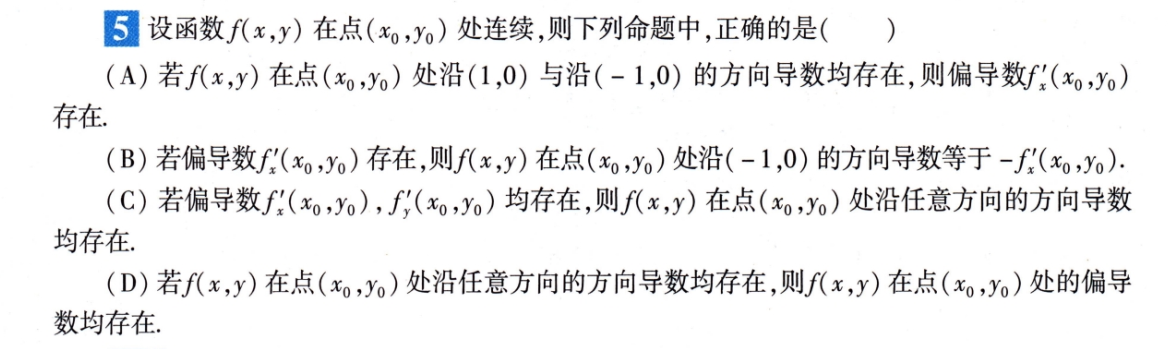 5 设函数f(x,y) 在点(x₀,y₀) 处连续,则下列命题中,正确的是(  )
(A) 若f(x,y) 在点(x₀,y₀) 处沿(1,0) 与沿(-1,0) 的方向导数均存在,则偏导数f′ₓ(x₀,y₀)
存在.
(B) 若偏导数f′ₓ(x₀,y₀) 存在,则f(x,y) 在点(x₀,y₀) 处沿(-1,0) 的方向导数等于 -f′ₓ(x₀,y₀).
(C) 若偏导数f′ₓ(x₀,y₀), f′_y(x₀,y₀) 均存在,则f(x,y) 在点(x₀,y₀) 处沿任意方向的方向导数
均存在.
(D) 若f(x,y) 在点(x₀,y₀) 处沿任意方向的方向导数均存在,则f(x,y) 在点(x₀,y₀) 处的偏导
数均存在.